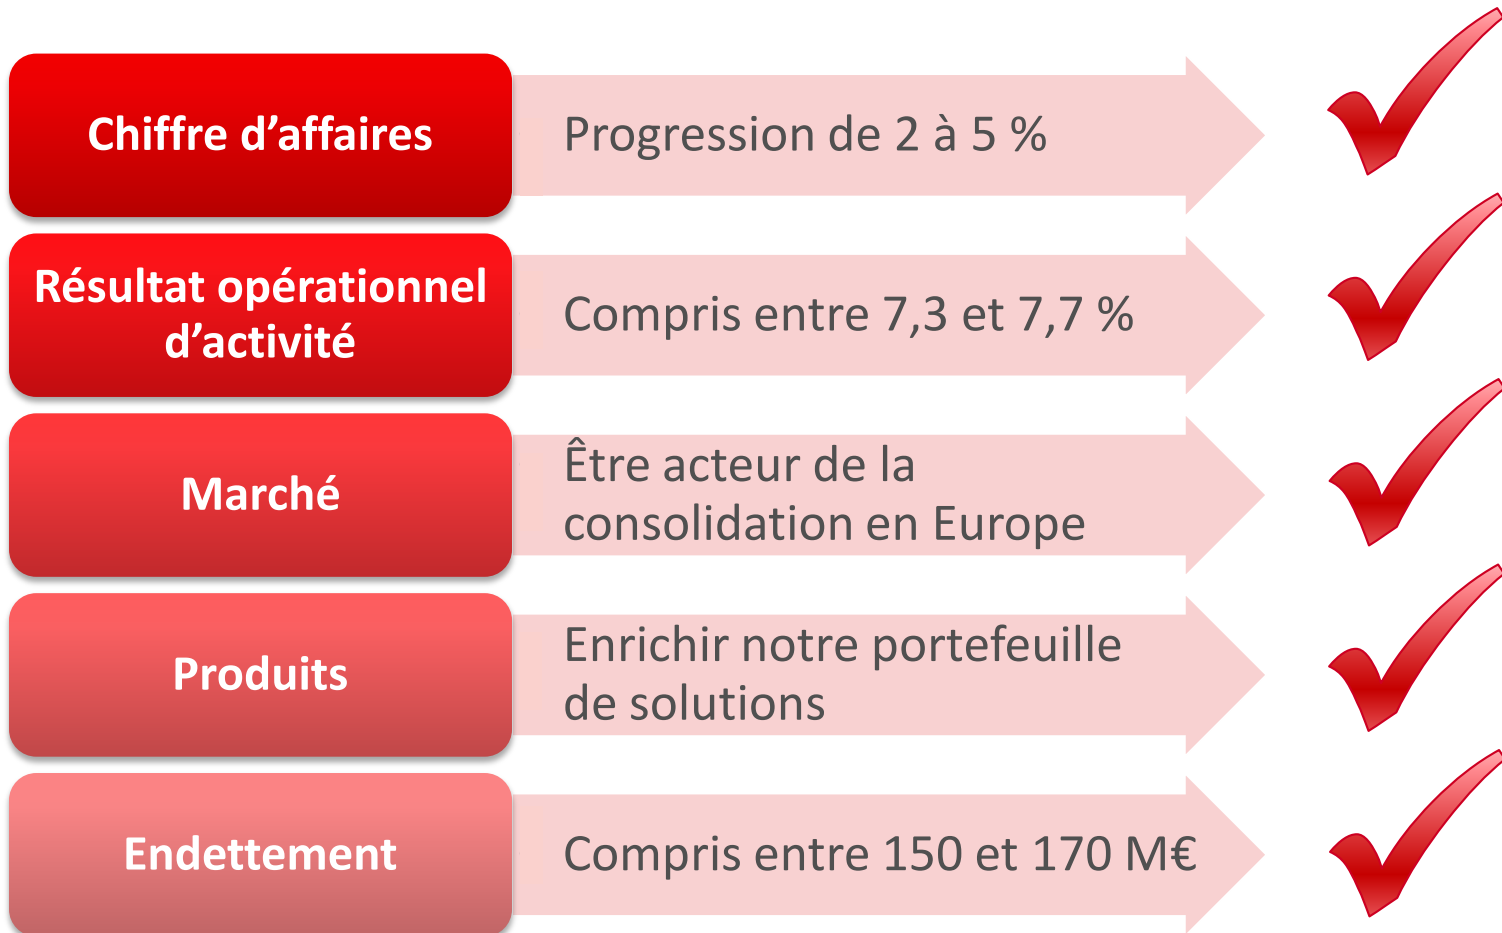 Chiffre d’affaires
Progression de 2 à 5 %
Résultat opérationnel
d’activité
Compris entre 7,3 et 7,7 %
Marché
Être acteur de la
consolidation en Europe
Produits
Enrichir notre portefeuille
de solutions
Endettement
Compris entre 150 et 170 M€